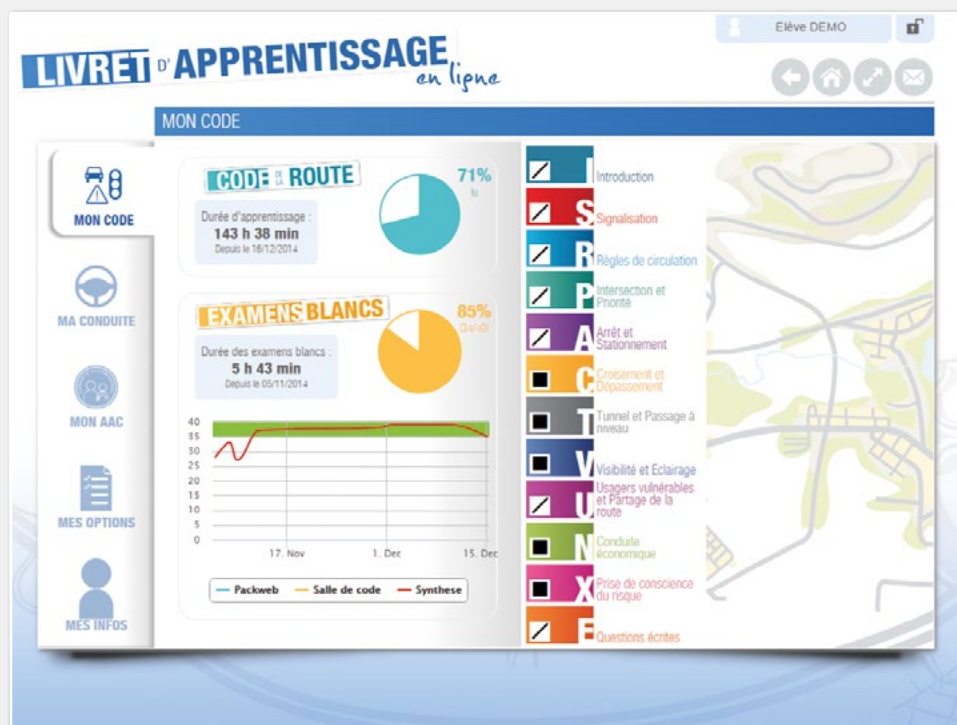 Elève DEMO
LIVRET D'APPRENTISSAGE
en ligne
MON CODE
MON CODE
MA CONDUITE
MON AAC
MES OPTIONS
MES INFOS
CODE DE LA ROUTE
71%
lu
Durée d'apprentissage :
143 h 38 min
Depuis le 16/12/2014
EXAMENS BLANCS
85%
Durée des examens blancs :
5 h 43 min
Depuis le 05/11/2014
40
35
30
25
20
15
10
5
0
17. Nov
1. Dec
15. Dec
Packweb
Salle de code
Synthese
I
Introduction
S
Signalisation
R
Règles de circulation
P
Intersection et
Priorité
A
Arrêt et
Stationnement
C
Croisement et
Dépassement
T
Tunnel et Passage à
niveau
V
Visibilité et Eclairage
U
Usagers vulnérables
et Partage de la
route
N
Conduite
économique
X
Prise de conscience
du risque
E
Questions écrites